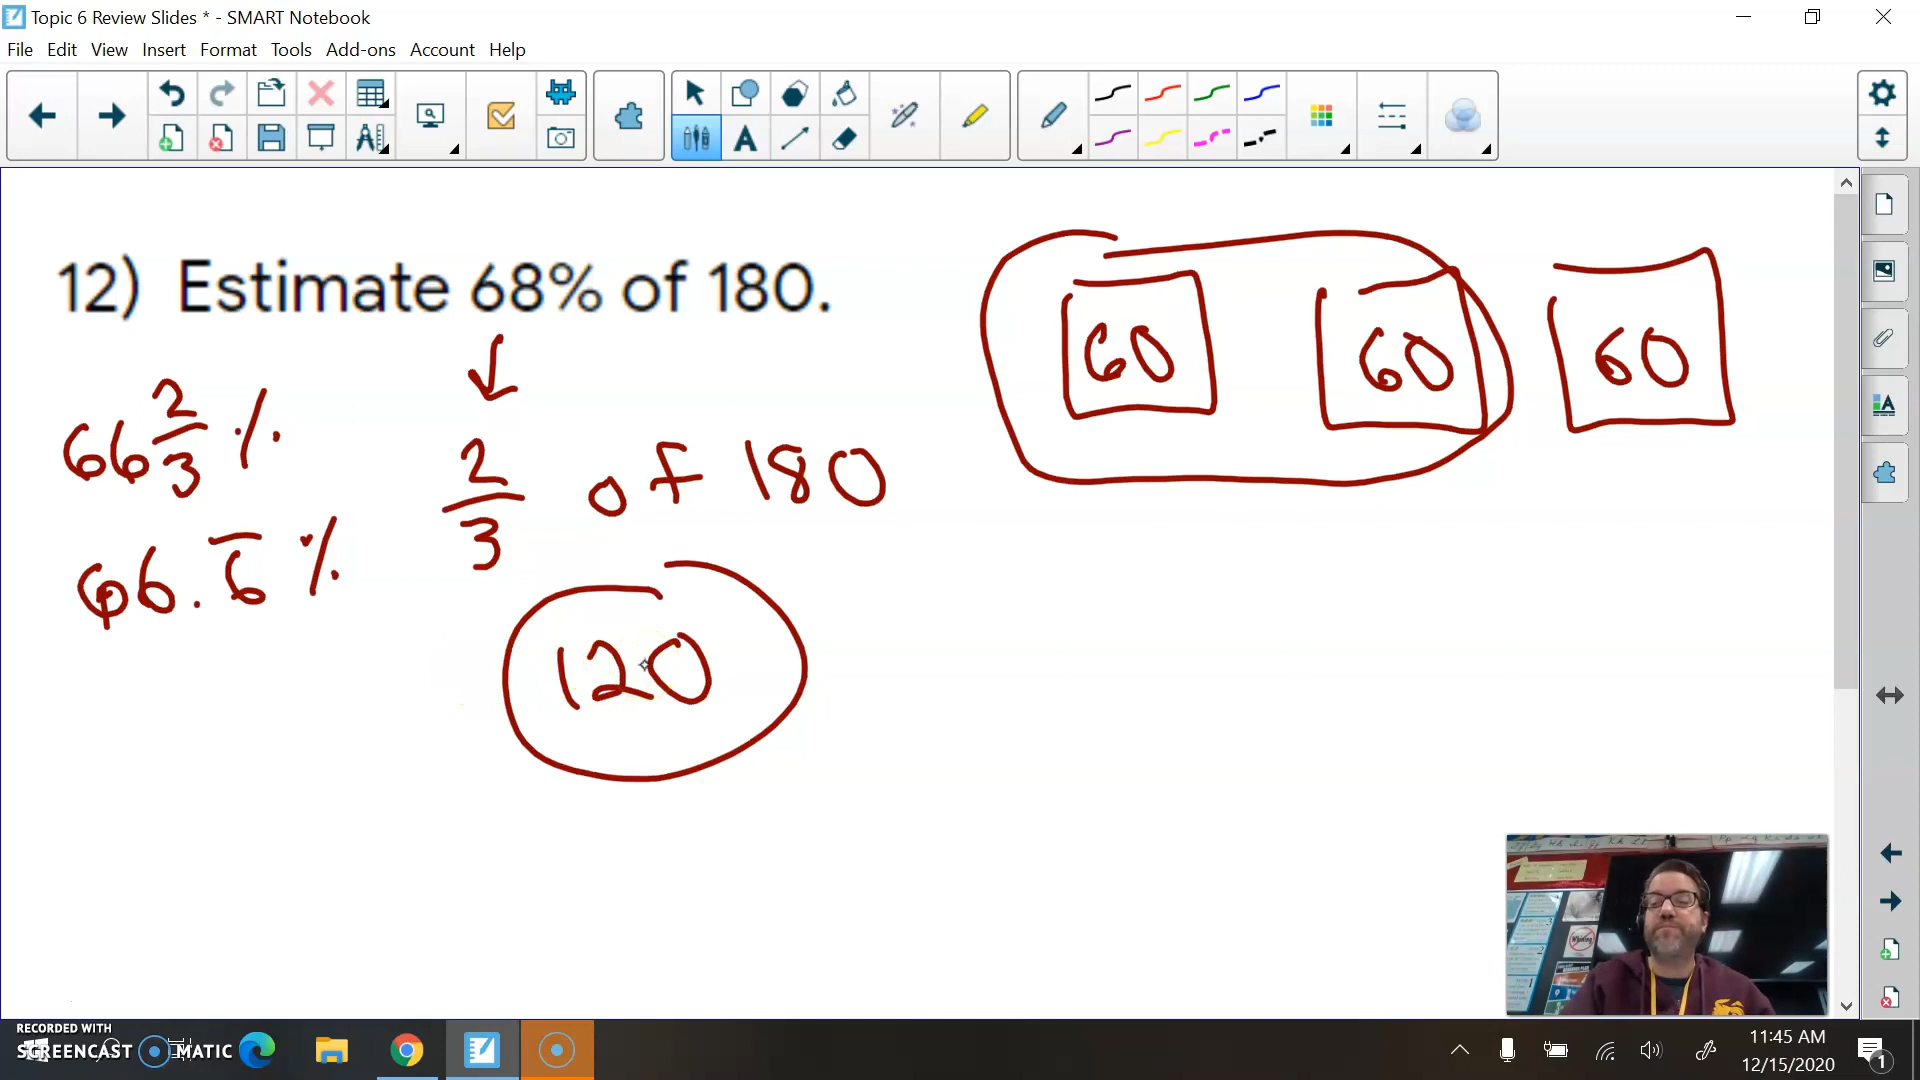 Topic 6 Review Slides * - SMART Notebook
File Edit View Insert Format Tools Add-ons Account Help
12) Estimate 68% of 180.
60 60 60
66 2/3 %
2/3 of 180
66.6̅ %
120
RECORDED WITH
SCREENCAST MATIC
11:45 AM
12/15/2020
1